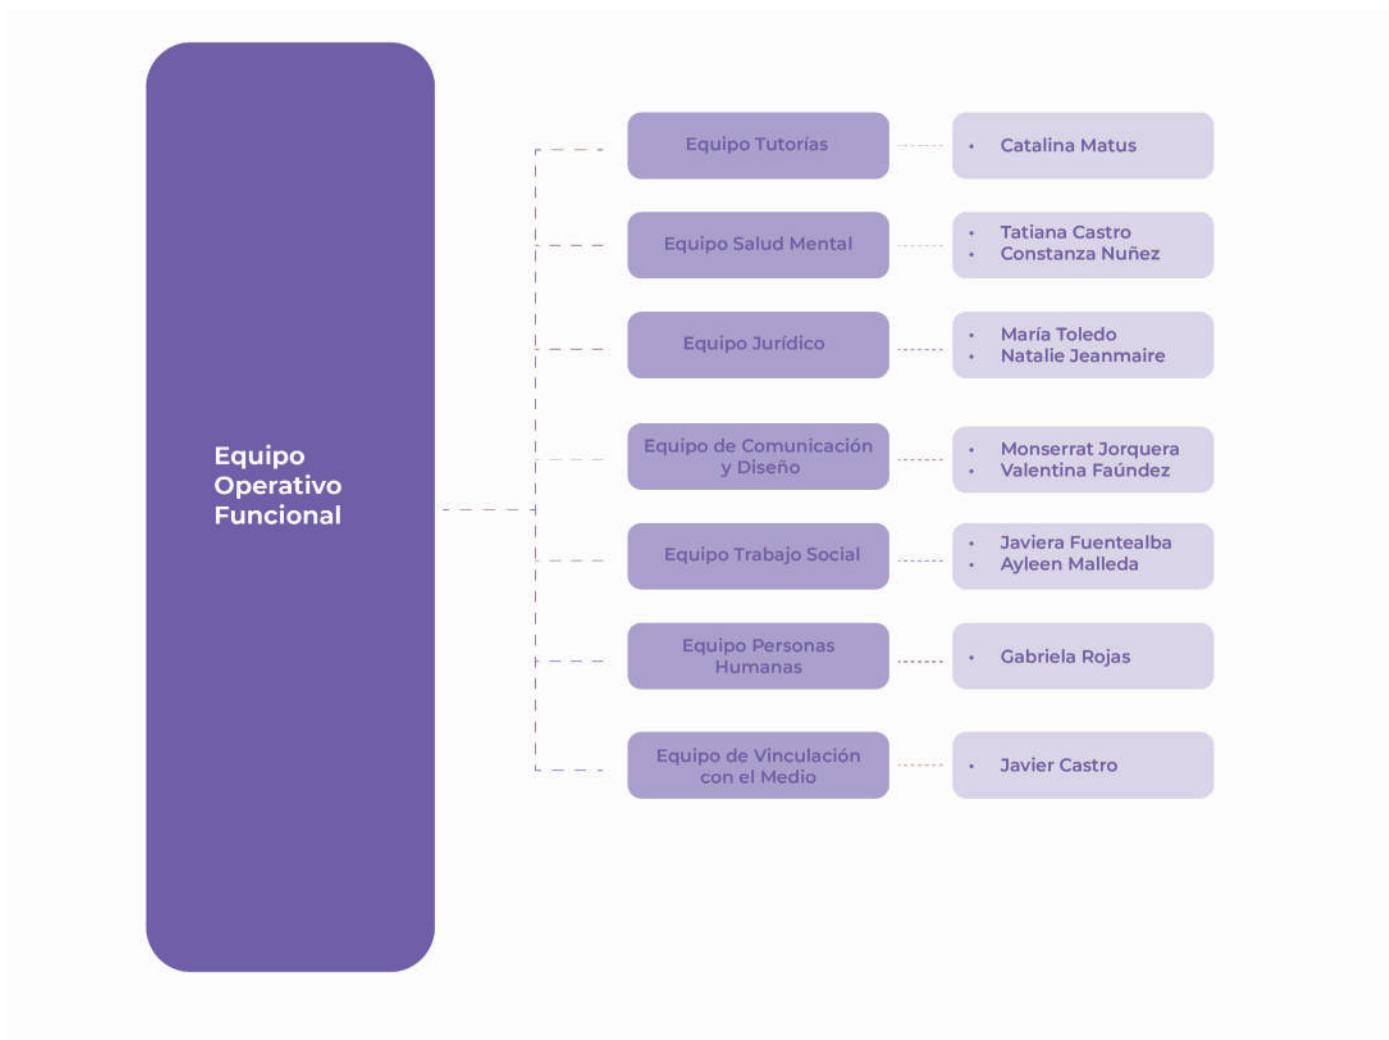 Equipo
Operativo
Funcional
Equipo Tutorías
• Catalina Matus
Equipo Salud Mental
• Tatiana Castro
• Constanza Nuñez
Equipo Jurídico
• María Toledo
• Natalie Jeanmaire
Equipo de Comunicación
y Diseño
• Monserrat Jorquera
• Valentina Faúndez
Equipo Trabajo Social
• Javiera Fuentealba
• Ayleen Malleda
Equipo Personas
Humanas
• Gabriela Rojas
Equipo de Vinculación
con el Medio
• Javier Castro